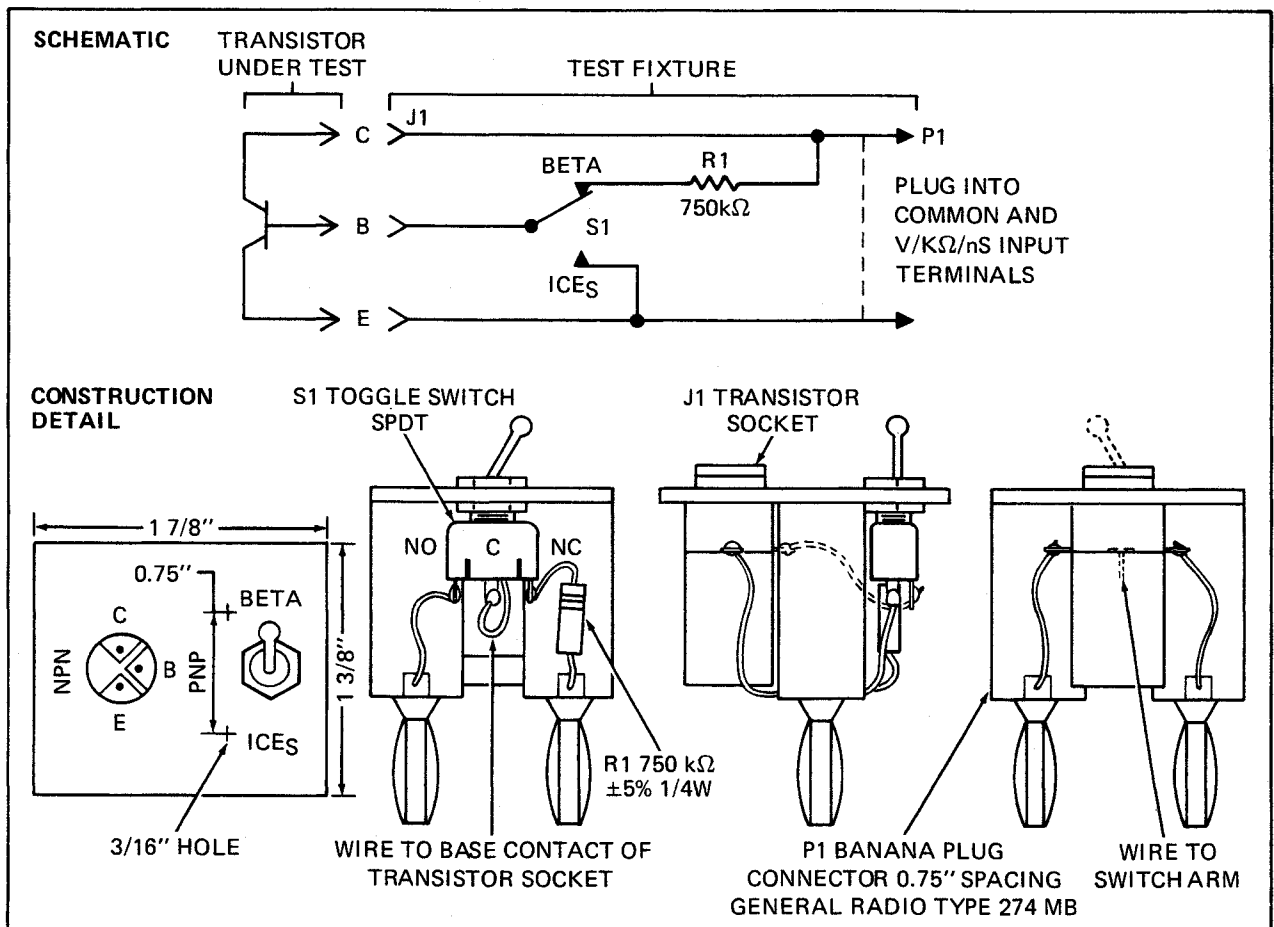 SCHEMATIC
TRANSISTOR
UNDER TEST
TEST FIXTURE
C
J1
P1
BETA
R1
750kΩ
B
S1
ICES
E
PLUG INTO
COMMON AND
V/KΩ/nS INPUT
TERMINALS
CONSTRUCTION
DETAIL
S1 TOGGLE SWITCH
SPDT
J1 TRANSISTOR
SOCKET
1 7/8"
NO
C
NC
0.75"
BETA
C
NPN
B
PNP
1 3/8"
E
ICES
R1 750 kΩ
±5% 1/4W
3/16" HOLE
WIRE TO BASE CONTACT OF
TRANSISTOR SOCKET
P1 BANANA PLUG
CONNECTOR 0.75" SPACING
GENERAL RADIO TYPE 274 MB
WIRE TO
SWITCH ARM